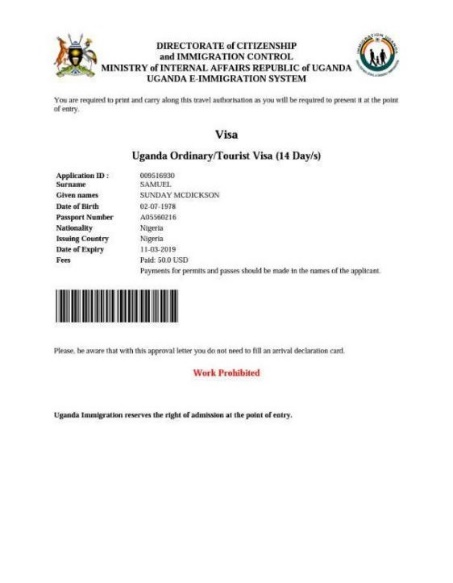 DIRECTORATE of CITIZENSHIP
and IMMIGRATION CONTROL
MINISTRY of INTERNAL AFFAIRS REPUBLIC of UGANDA
UGANDA E-IMMIGRATION SYSTEM
You are required to print and carry along this travel authorisation as you will be required to present it at the point
of entry.
Visa
Uganda Ordinary/Tourist Visa (14 Day/s)
Application ID : 009516930
Surname SAMUEL
Given names SUNDAY MCDICKSON
Date of Birth 02-07-1978
Passport Number A05560216
Nationality Nigeria
Issuing Country Nigeria
Date of Expiry 11-03-2019
Fees Paid: 50.0 USD
Payments for permits and passes should be made in the names of the applicant.
Please, be aware that with this approval letter you do not need to fill an arrival declaration card.
Work Prohibited
Uganda Immigration reserves the right of admission at the point of entry.